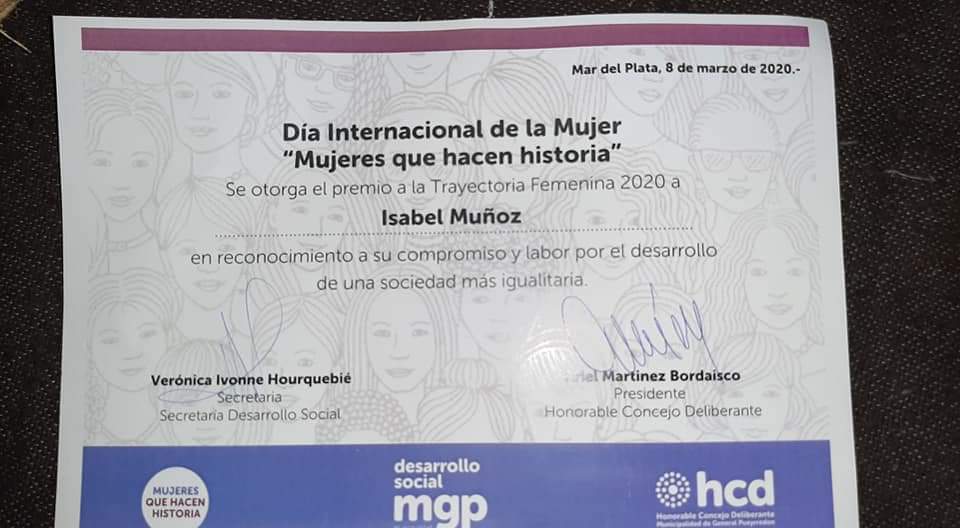 Mar del Plata, 8 de marzo de 2020.-
Día Internacional de la Mujer
“Mujeres que hacen historia”
Se otorga el premio a la Trayectoria Femenina 2020 a
Isabel Muñoz
en reconocimiento a su compromiso y labor por el desarrollo
de una sociedad más igualitaria.
Verónica Ivonne Hourquebié
Secretaria
Secretaria Desarrollo Social
Martinez Bordaisco
Presidente
Honorable Concejo Deliberante
MUJERES
QUE HACEN
HISTORIA
desarrollo
social
mgp
hcd
Honorable Concejo Deliberante
Municipalidad de General Pueyrredon